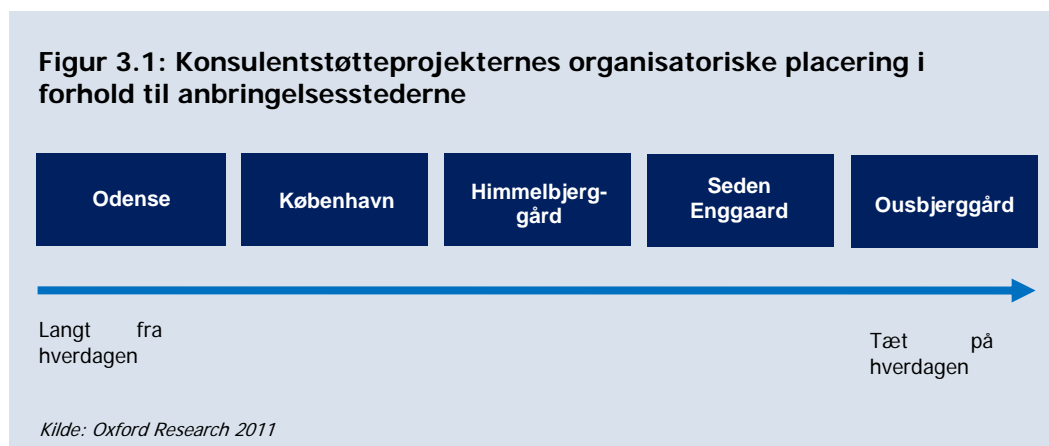 Figur 3.1: Konsulentstøtteprojekternes organisatoriske placering i
forhold til anbringelsesstederne
Odense
København
Himmelbjerg-
gård
Seden
Enggaard
Ousbjerggård
Langt fra
hverdagen
Tæt på
hverdagen
Kilde: Oxford Research 2011